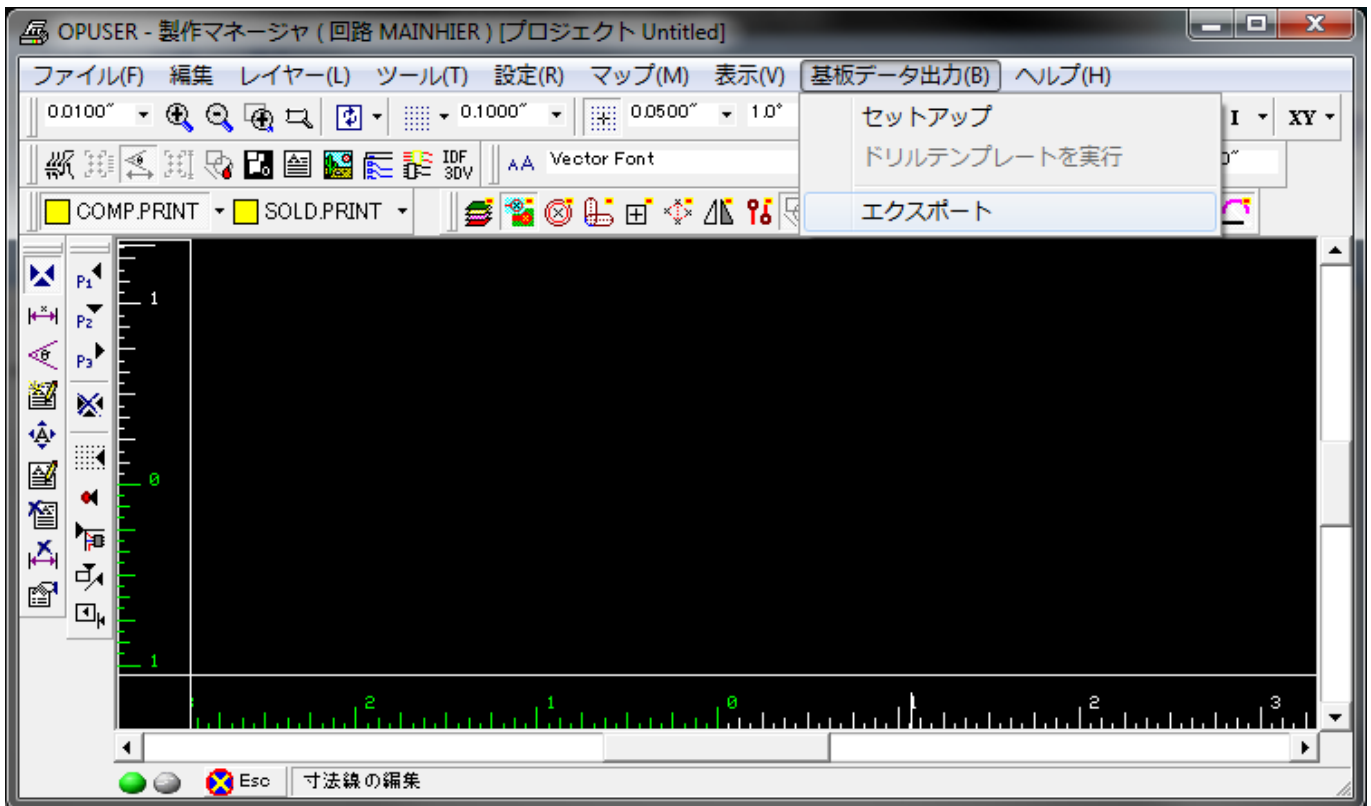 OPUSER - 製作マネージャ ( 回路 MAINHIER ) [プロジェクト Untitled]
ファイル(F) 編集 レイヤー(L) ツール(T) 設定(R) マップ(M) 表示(V) 基板データ出力(B) ヘルプ(H)
0.0100" 0.1000" 0.0500" 1.0° I XY
セットアップ
IDF
3DV
AA Vector Font
ドリルテンプレートを実行
COMP.PRINT SOLD.PRINT
エクスポート
P1
P2
P3
1
0
1
2 1 0 1 2 3
Esc 寸法線の編集